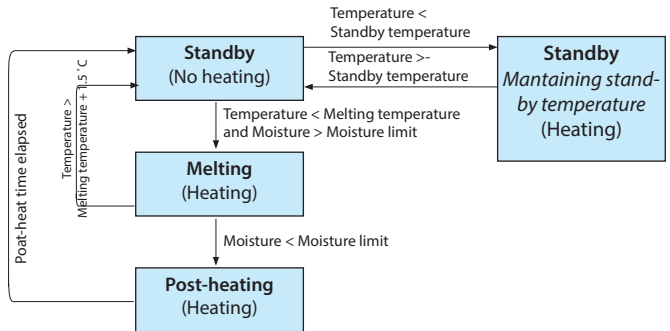 Temperature <
Standby temperature
Standby
(No heating)
Temperature >-
Standby temperature
Standby
Mantaining stand-
by temperature
(Heating)
Temperature >
Melting temperature + 1.5 ˚C
Poat-heat time elapsed
Temperature < Melting temperature
and Moisture > Moisture limit
Melting
(Heating)
Moisture < Moisture limit
Post-heating
(Heating)